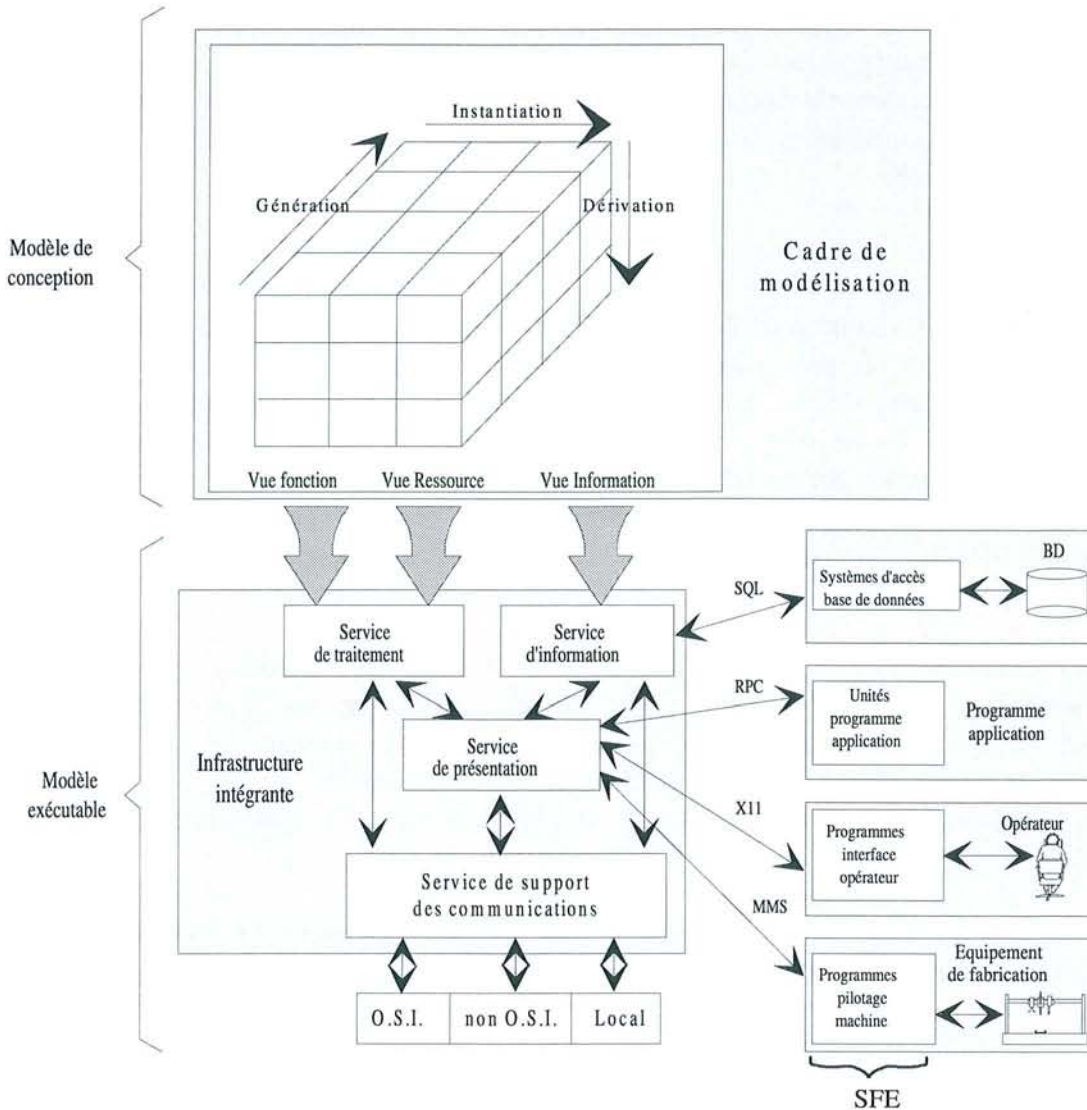 Instantiation
Génération
Dérivation
Modèle de
conception
Cadre de
modélisation
Vue fonction
Vue Ressource
Vue Information
BD
Systèmes d'accès
base de données
SQL
Service
de traitement
Service
d'information
RPC
Unités
programme
application
Programme
application
Service
de présentation
Infrastructure
intégrante
Modèle
exécutable
X11
Programmes
interface
opérateur
Opérateur
Service de support
des communications
MMS
Programmes
pilotage
machine
Equipement
de fabrication
O.S.I.
non O.S.I.
Local
SFE